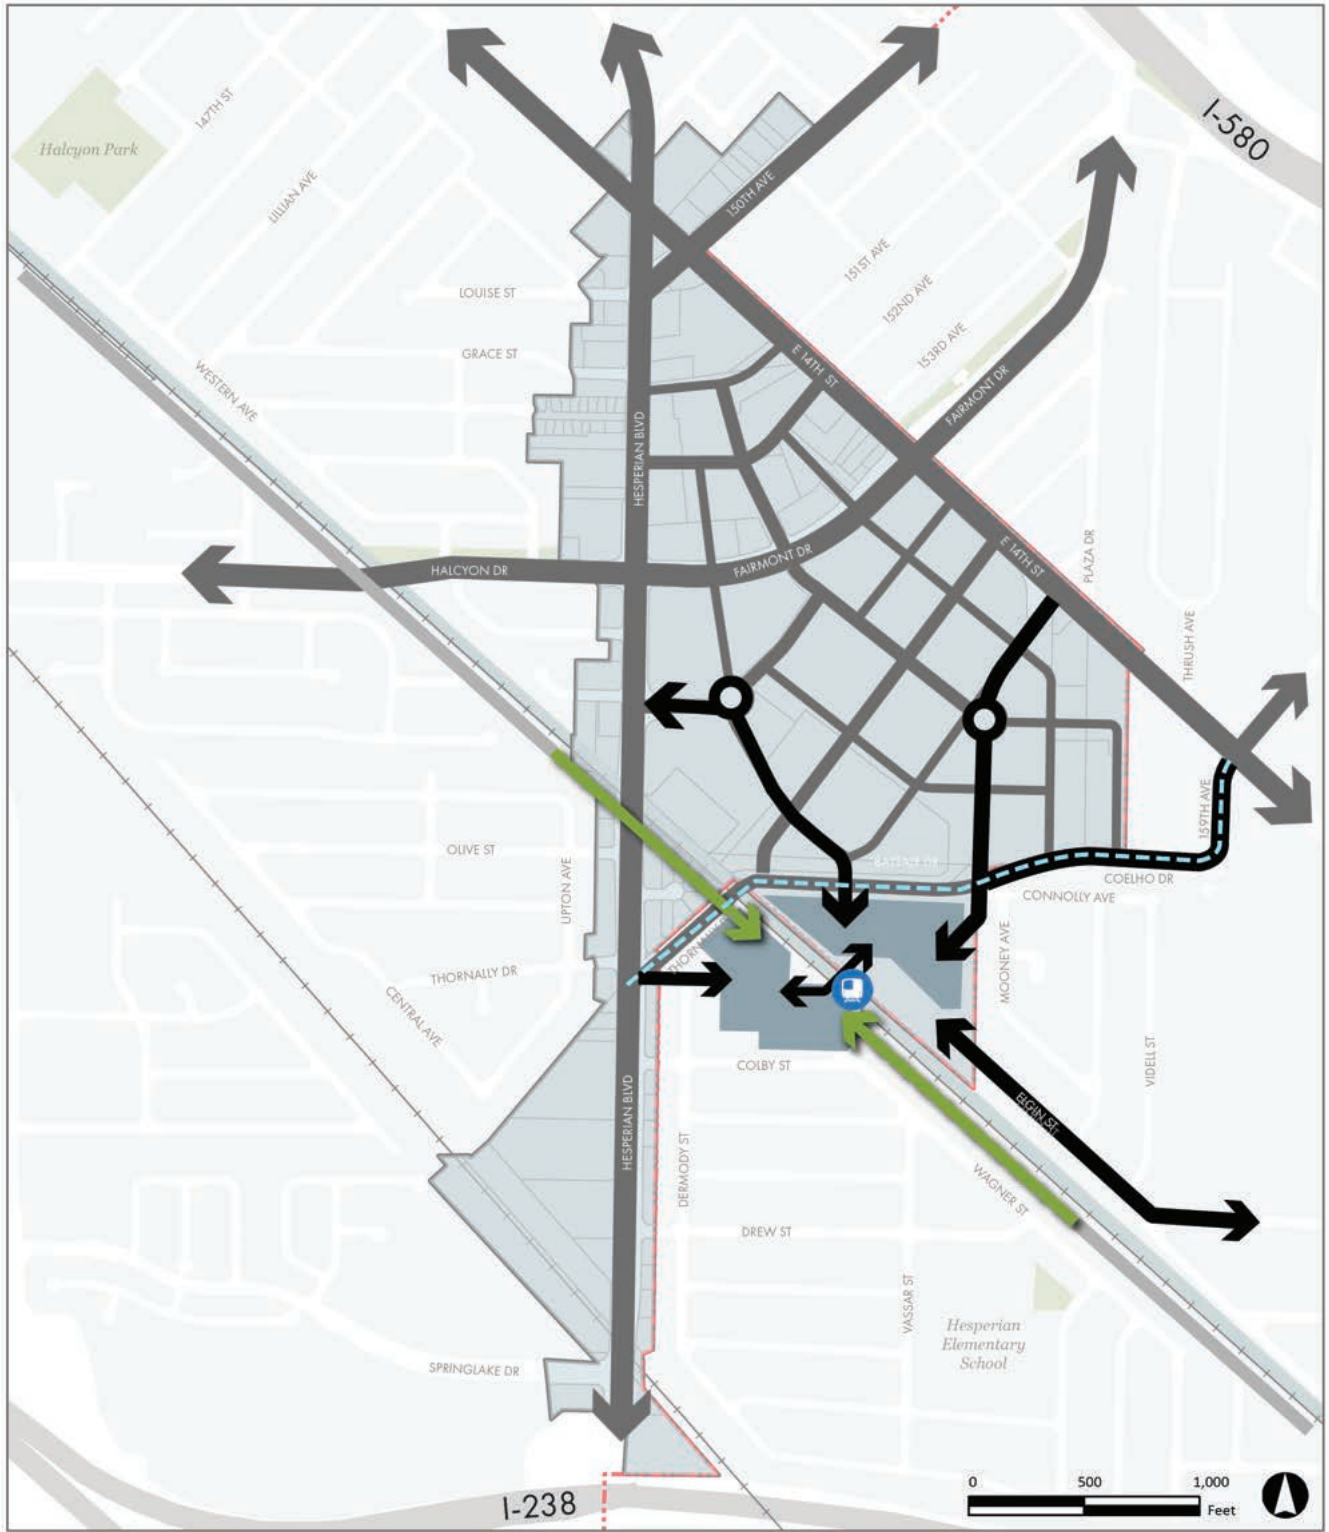 I-580
Halcyon Park
147TH ST
LILLIAN AVE
150TH AVE
151ST AVE
152ND AVE
153RD AVE
LOUISE ST
GRACE ST
WESTERN AVE
E 14TH ST
FAIRMONT DR
HESPERIAN BLVD
E 14TH ST
PLAZA DR
HALCYON DR
FAIRMONT DR
THRUSH AVE
159TH AVE
OLIVE ST
UPTON AVE
BAYFAIR DR
COELHO DR
CONNOLLY AVE
THORNALLY DR
MOONEY AVE
CENTRAL AVE
COLBY ST
VIDELL ST
ELGIN ST
HESPERIAN BLVD
DERMODY ST
WAGNER ST
DREW ST
VASSAR ST
Hesperian
Elementary
School
SPRINGLAKE DR
0 500 1,000
Feet
I-238